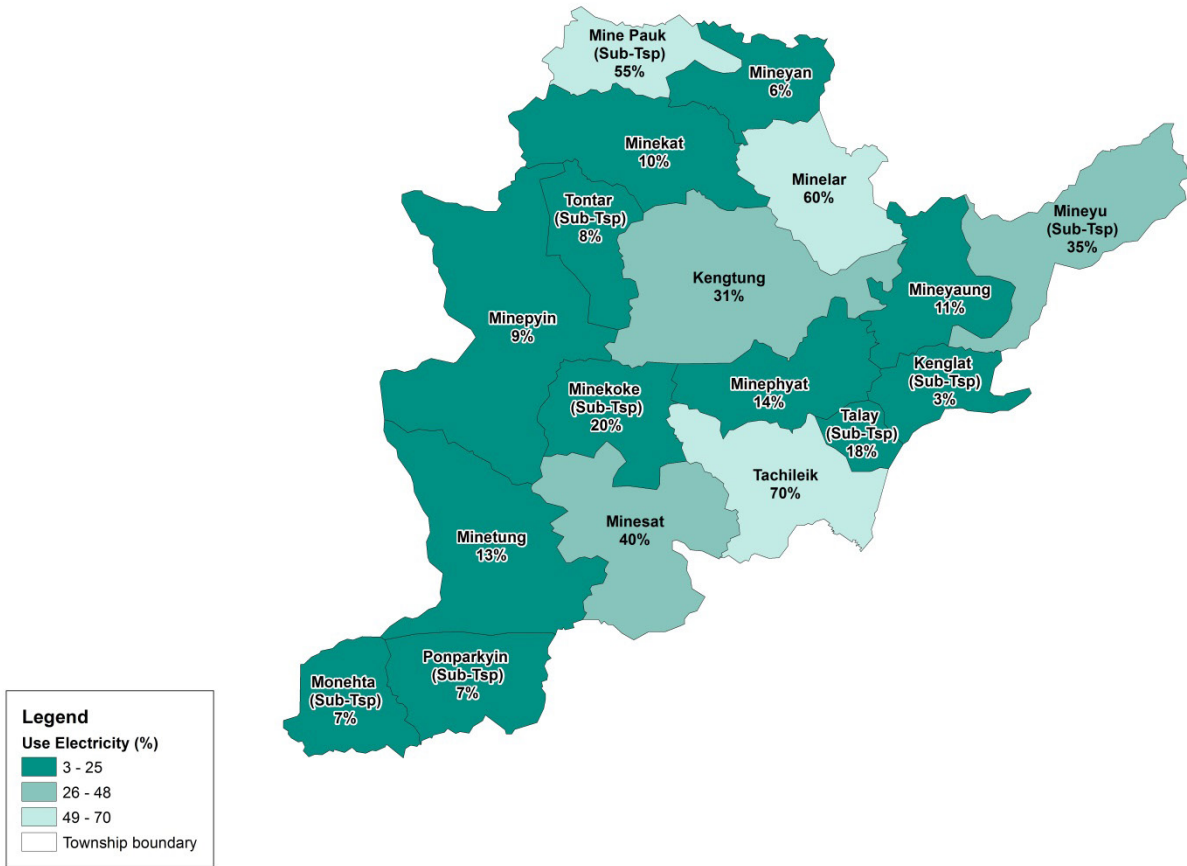 Mine Pauk
(Sub-Tsp)
55%
Mineyan
6%
Minekat
10%
Minelar
60%
Tontar
(Sub-Tsp)
8%
Mineyu
(Sub-Tsp)
35%
Kengtung
31%
Mineyaung
11%
Minepyin
9%
Kenglat
(Sub-Tsp)
3%
Minekoke
(Sub-Tsp)
20%
Minephyat
14%
Talay
(Sub-Tsp)
18%
Tachileik
70%
Minesat
40%
Minetung
13%
Ponparkyin
(Sub-Tsp)
7%
Monehta
(Sub-Tsp)
7%
Legend
Use Electricity (%)
3 - 25
26 - 48
49 - 70
Township boundary